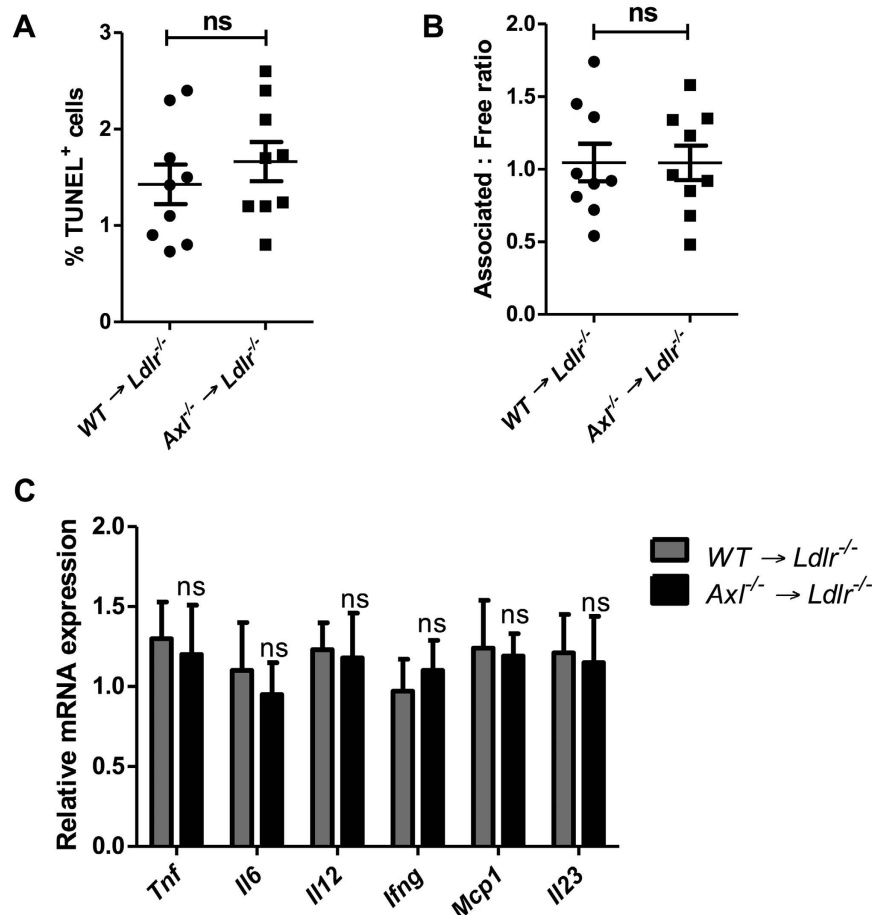 A
ns
% TUNEL⁺ cells
3
2
1
0
WT → Ldlr⁻/⁻
Axl⁻/⁻ → Ldlr⁻/⁻
B
ns
Associated : Free ratio
2.0
1.5
1.0
0.5
0.0
WT → Ldlr⁻/⁻
Axl⁻/⁻ → Ldlr⁻/⁻
C
Relative mRNA expression
2.0
1.5
1.0
0.5
0.0
ns
ns
ns
ns
ns
ns
Tnf
Il6
Il12
Ifng
Mcp1
Il23
WT → Ldlr⁻/⁻
Axl⁻/⁻ → Ldlr⁻/⁻